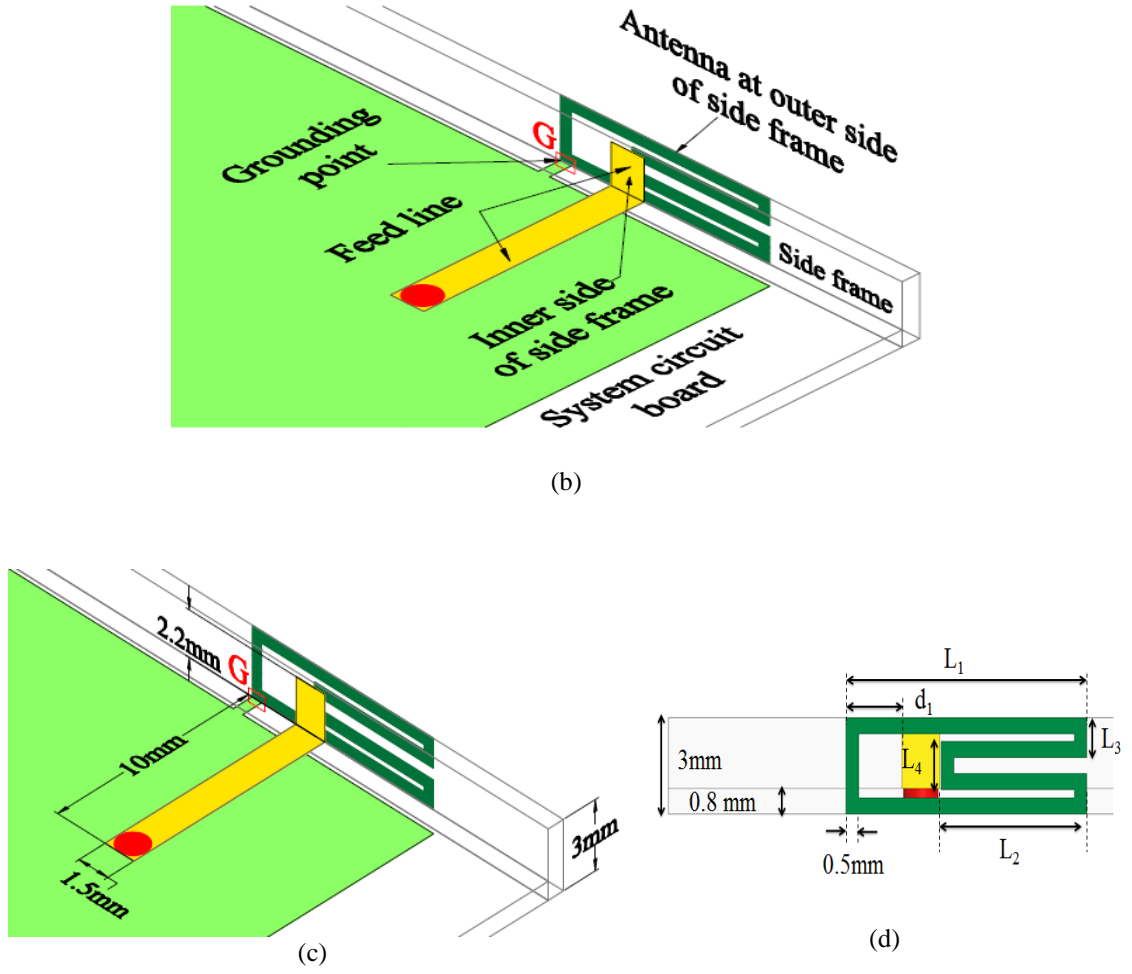 Antenna at outer side
of side frame
G
Grounding
point
Feed line
Side frame
Inner side
of side frame
System circuit
board
(b)
2.2mm
G
10mm
1.5mm
3mm
(c)
L1
d1
L3
L4
3mm
0.8 mm
0.5mm
L2
(d)